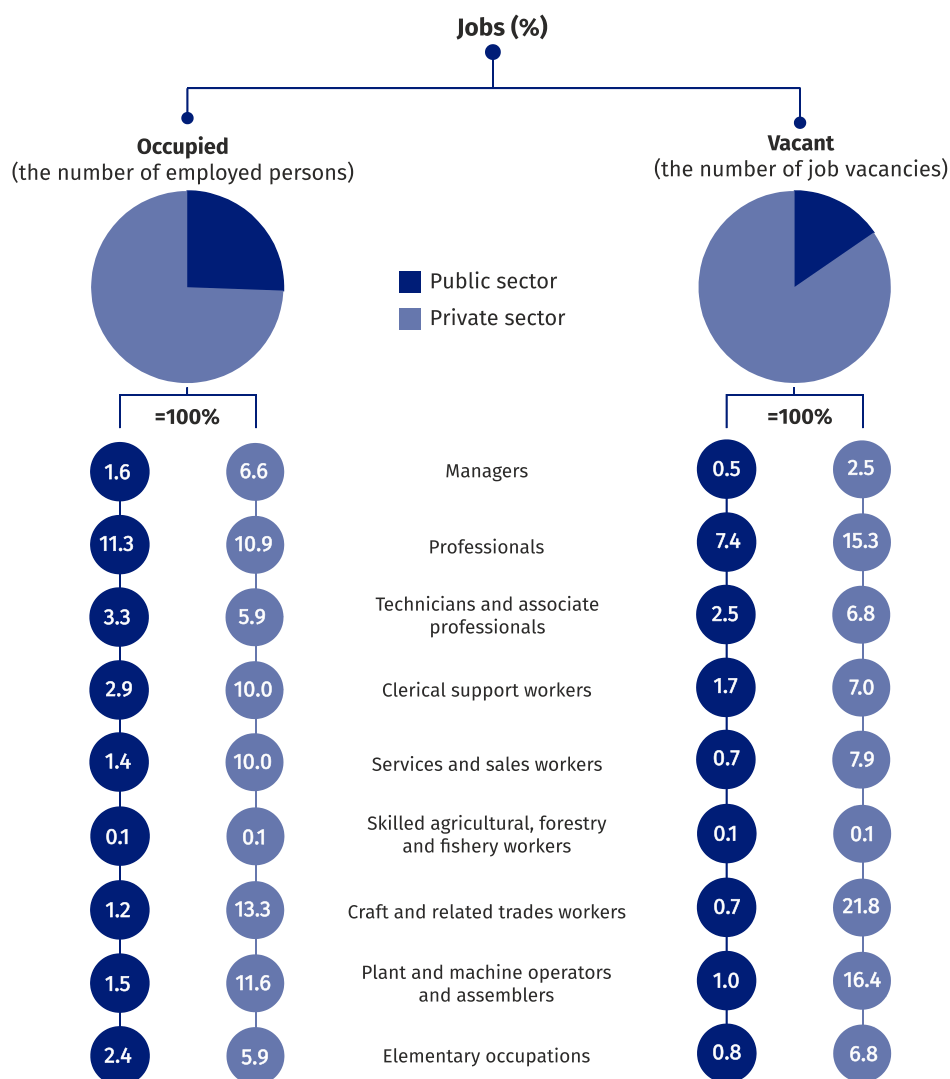 Jobs (%)
Occupied
(the number of employed persons)
Vacant
(the number of job vacancies)
Public sector
Private sector
=100%
=100%
1.6 6.6 Managers 0.5 2.5
11.3 10.9 Professionals 7.4 15.3
3.3 5.9 Technicians and associate
professionals 2.5 6.8
2.9 10.0 Clerical support workers 1.7 7.0
1.4 10.0 Services and sales workers 0.7 7.9
0.1 0.1 Skilled agricultural, forestry
and fishery workers 0.1 0.1
1.2 13.3 Craft and related trades workers 0.7 21.8
1.5 11.6 Plant and machine operators
and assemblers 1.0 16.4
2.4 5.9 Elementary occupations 0.8 6.8